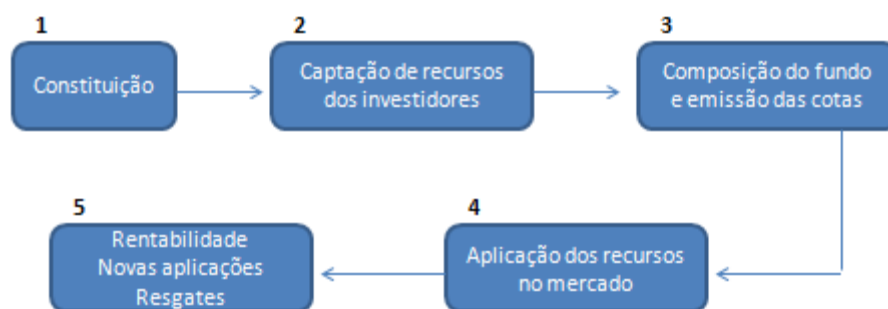 1
Constituição
2
Captação de recursos
dos investidores
3
Composição do fundo
e emissão das cotas
4
Aplicação dos recursos
no mercado
5
Rentabilidade
Novas aplicações
Resgates